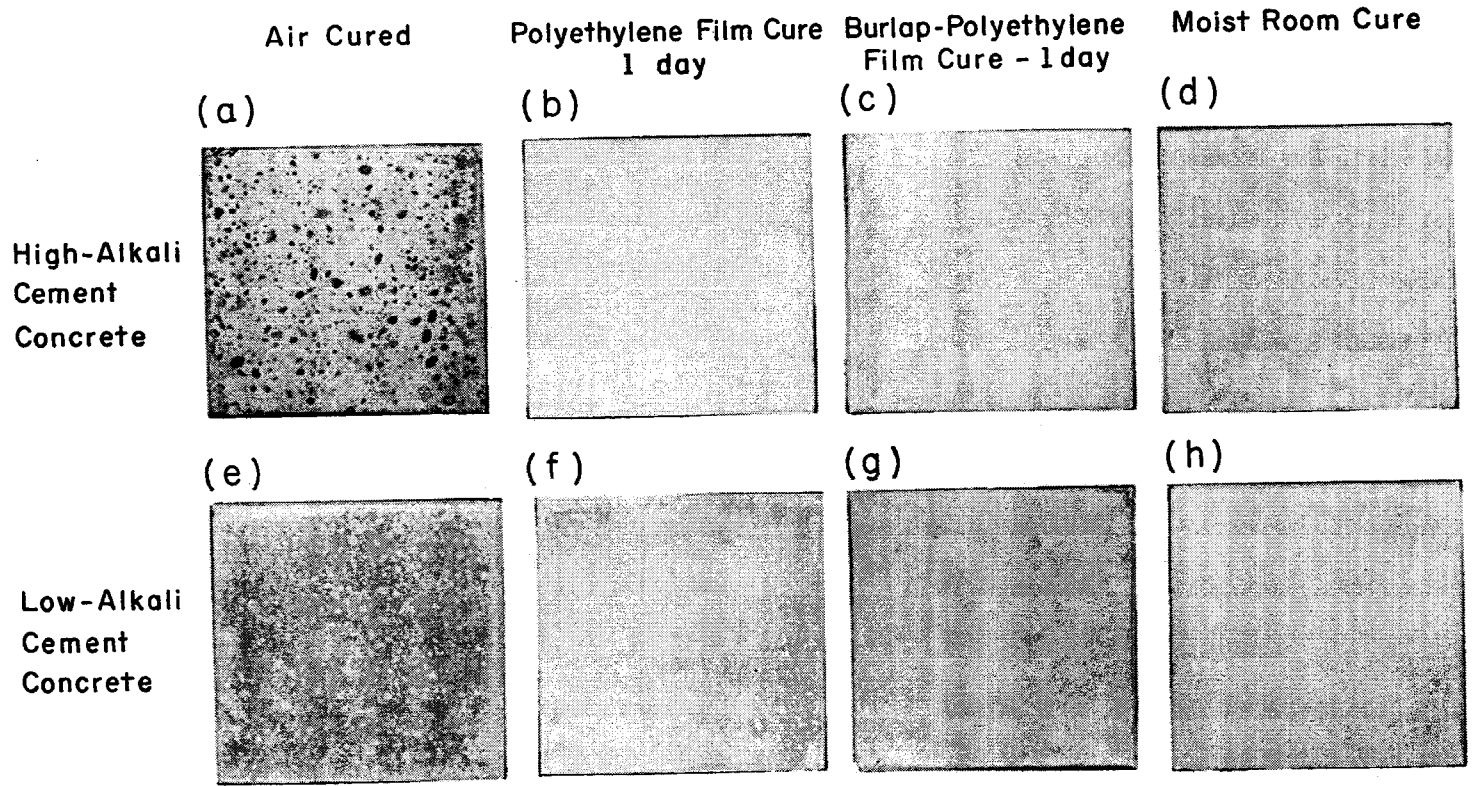 Air Cured
Polyethylene Film Cure
1 day
Burlap-Polyethylene
Film Cure - 1 day
Moist Room Cure
(a)
(b)
(c)
(d)
High-Alkali
Cement
Concrete
(e)
(f)
(g)
(h)
Low-Alkali
Cement
Concrete